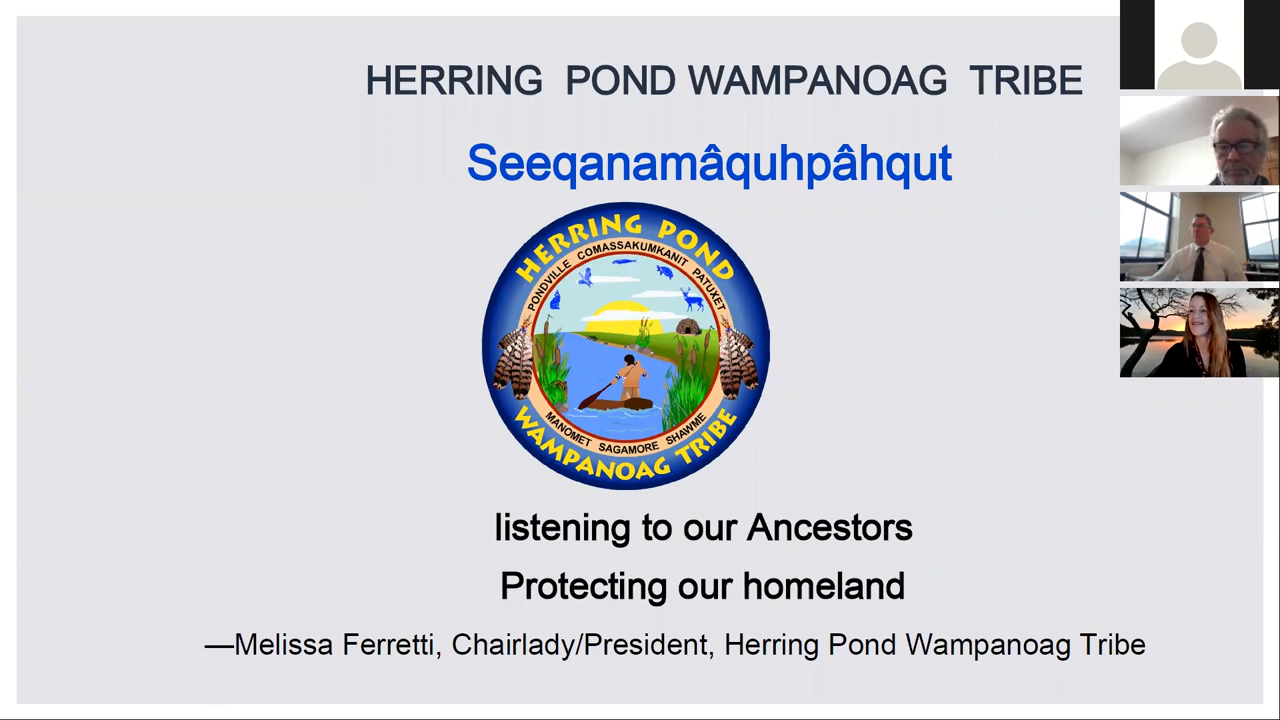 HERRING POND WAMPANOAG TRIBE
Seeqanamâquhpâhqut
HERRING POND
PONDVILLE COMASSAKUMKANIT PATUXET
MANOMET SAGAMORE SHAWME
WAMPANOAG TRIBE
listening to our Ancestors
Protecting our homeland
—Melissa Ferretti, Chairlady/President, Herring Pond Wampanoag Tribe